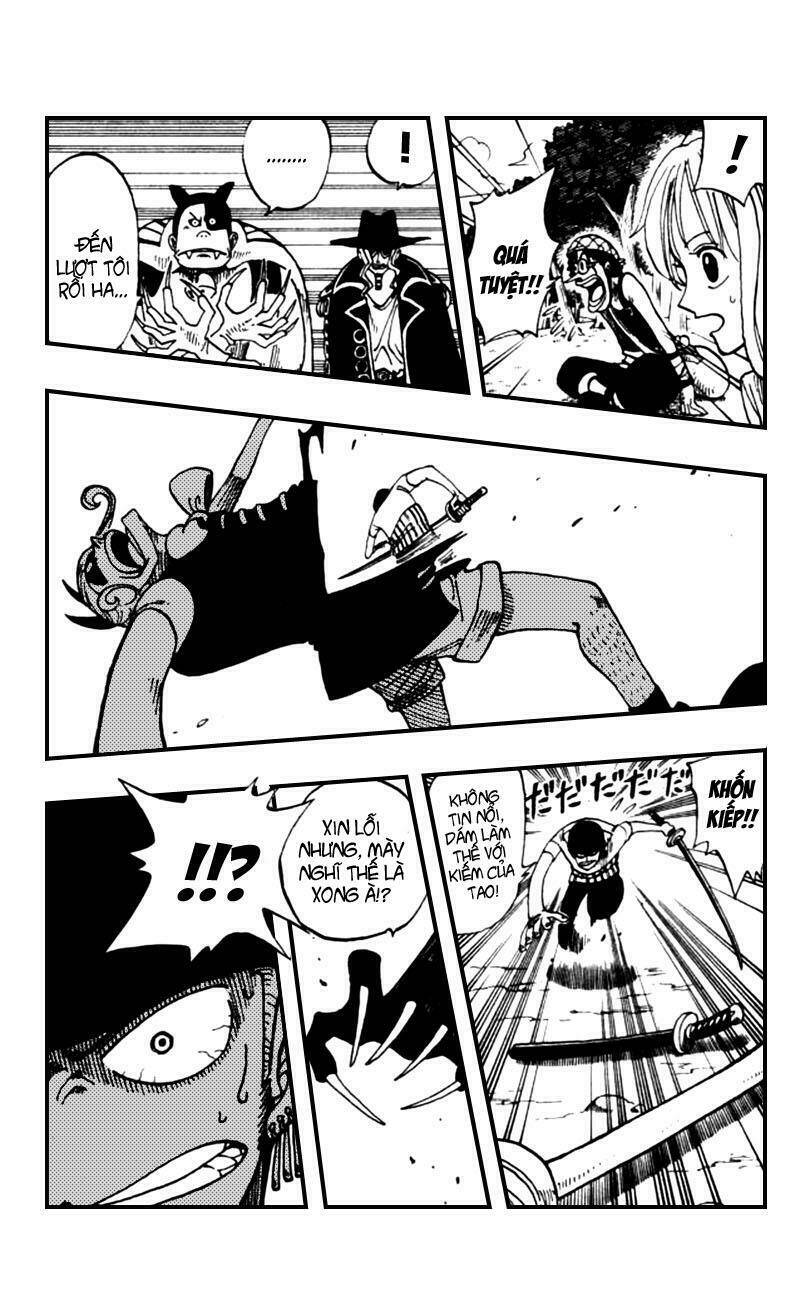 !
QUÁ
TUYỆT!!
!
.........
ĐẾN
LƯỢT TÔI
RỒI HA...
KHỐN
KIẾP!!
だだだだだ
KHÔNG
TIN NỔI,
DÁM LÀM
THẾ VỚI
KIẾM CỦA
TAO!
XIN LỖI
NHƯNG, MÀY
NGHĨ THẾ LÀ
XONG À!?
!!?